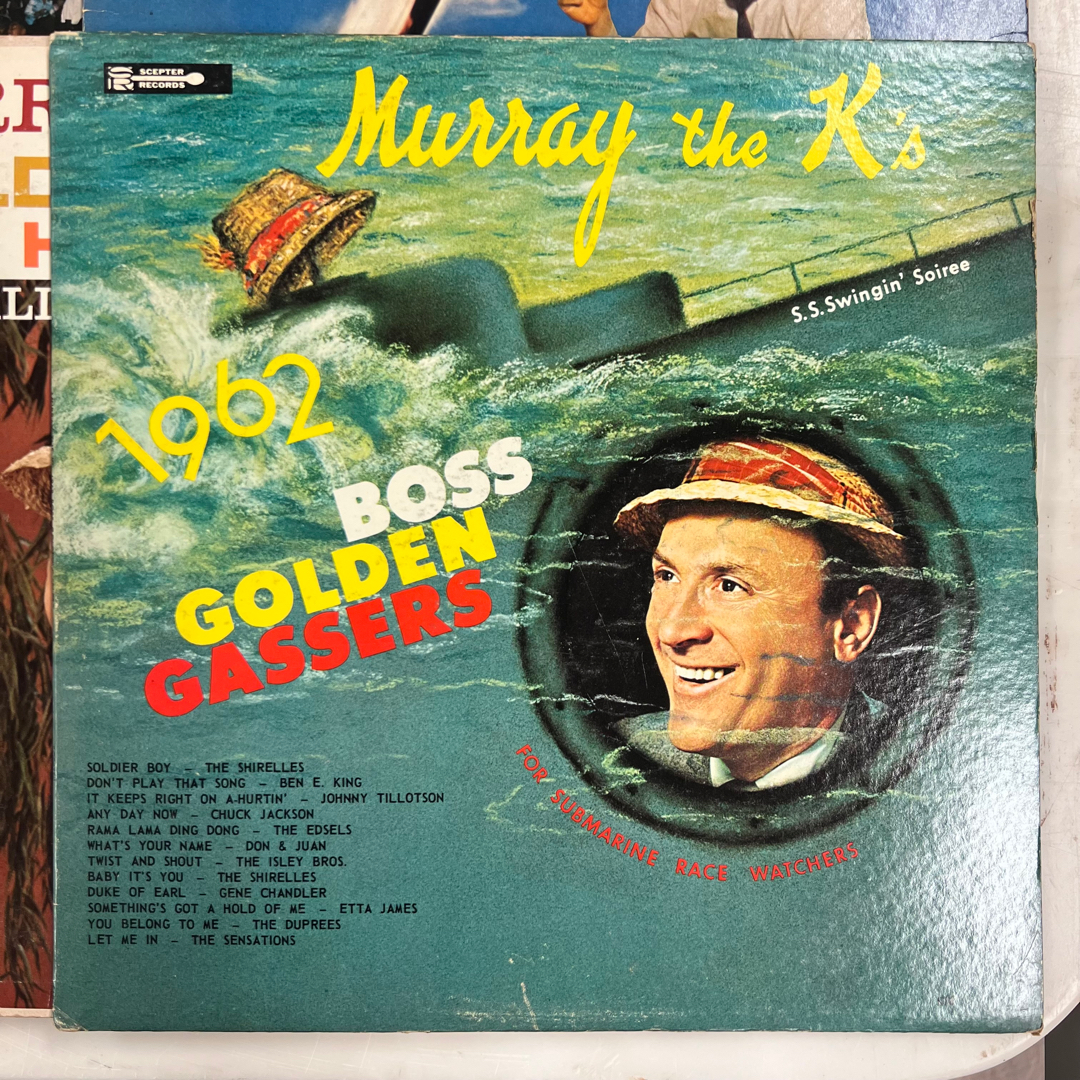 SCEPTER
RECORDS
Murray the K's
S.S.Swingin' Soiree
1962
BOSS
GOLDEN
GASSERS
FOR SUBMARINE RACE WATCHERS
SOLDIER BOY – THE SHIRELLES
DON'T PLAY THAT SONG – BEN E. KING
IT KEEPS RIGHT ON A-HURTIN' – JOHNNY TILLOTSON
ANY DAY NOW – CHUCK JACKSON
RAMA LAMA DING DONG – THE EDSELS
WHAT'S YOUR NAME – DON & JUAN
TWIST AND SHOUT – THE ISLEY BROS.
BABY IT'S YOU – THE SHIRELLES
DUKE OF EARL – GENE CHANDLER
SOMETHING'S GOT A HOLD OF ME – ETTA JAMES
YOU BELONG TO ME – THE DUPREES
LET ME IN – THE SENSATIONS